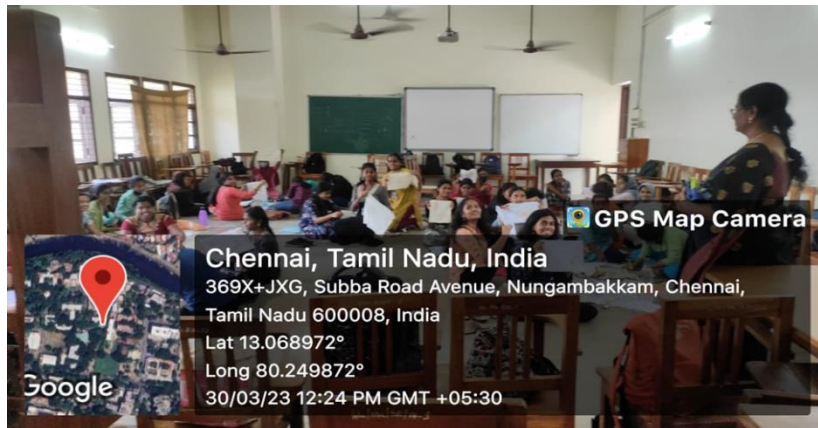 GPS Map Camera
Chennai, Tamil Nadu, India
369X+JXG, Subba Road Avenue, Nungambakkam, Chennai,
Tamil Nadu 600008, India
Lat 13.068972°
Long 80.249872°
30/03/23 12:24 PM GMT +05:30
Google